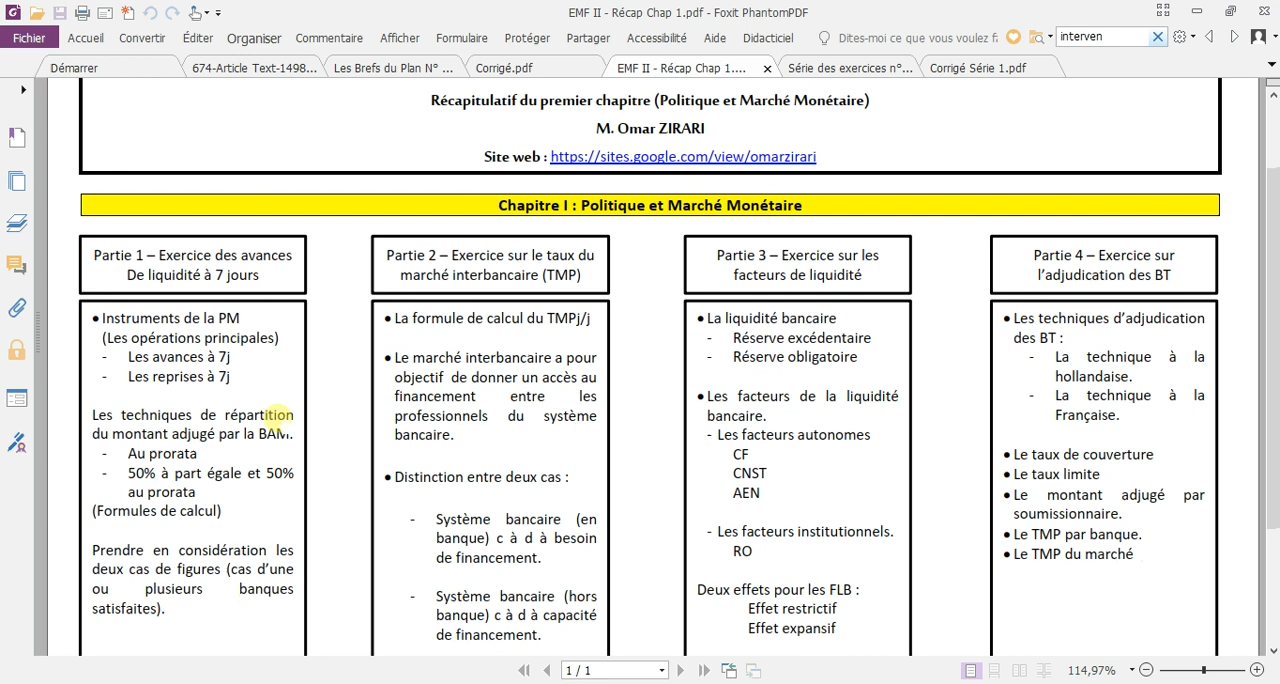 EMF II - Récap Chap 1.pdf - Foxit PhantomPDF
Fichier Accueil Convertir Éditer Organiser Commentaire Afficher Formulaire Protéger Partager Accessibilité Aide Didacticiel Dites-moi ce que vous voulez f. interven
Démarrer 674-Article Text-1498... Les Brefs du Plan N° ... Corrigé.pdf EMF II - Récap Chap 1.... Série des exercices n°... Corrigé Série 1.pdf
Récapitulatif du premier chapitre (Politique et Marché Monétaire)
M. Omar ZIRARI
Site web : https://sites.google.com/view/omarzirari
Chapitre I : Politique et Marché Monétaire
Partie 1 – Exercice des avances
De liquidité à 7 jours
• Instruments de la PM
(Les opérations principales)
- Les avances à 7j
- Les reprises à 7j
Les techniques de répartition
du montant adjugé par la BAM.
- Au prorata
- 50% à part égale et 50%
au prorata
(Formules de calcul)
Prendre en considération les
deux cas de figures (cas d’une
ou plusieurs banques
satisfaites).
Partie 2 – Exercice sur le taux du
marché interbancaire (TMP)
• La formule de calcul du TMPj/j
• Le marché interbancaire a pour
objectif de donner un accès au
financement entre les
professionnels du système
bancaire.
• Distinction entre deux cas :
- Système bancaire (en
banque) c à d à besoin
de financement.
- Système bancaire (hors
banque) c à d à capacité
de financement.
Partie 3 – Exercice sur les
facteurs de liquidité
• La liquidité bancaire
- Réserve excédentaire
- Réserve obligatoire
• Les facteurs de la liquidité
bancaire.
- Les facteurs autonomes
CF
CNST
AEN
- Les facteurs institutionnels.
RO
Deux effets pour les FLB :
Effet restrictif
Effet expansif
Partie 4 – Exercice sur
l’adjudication des BT
• Les techniques d’adjudication
des BT :
- La technique à la
hollandaise.
- La technique à la
Française.
• Le taux de couverture
• Le taux limite
• Le montant adjugé par
soumissionnaire.
• Le TMP par banque.
• Le TMP du marché
1 / 1
114,97%